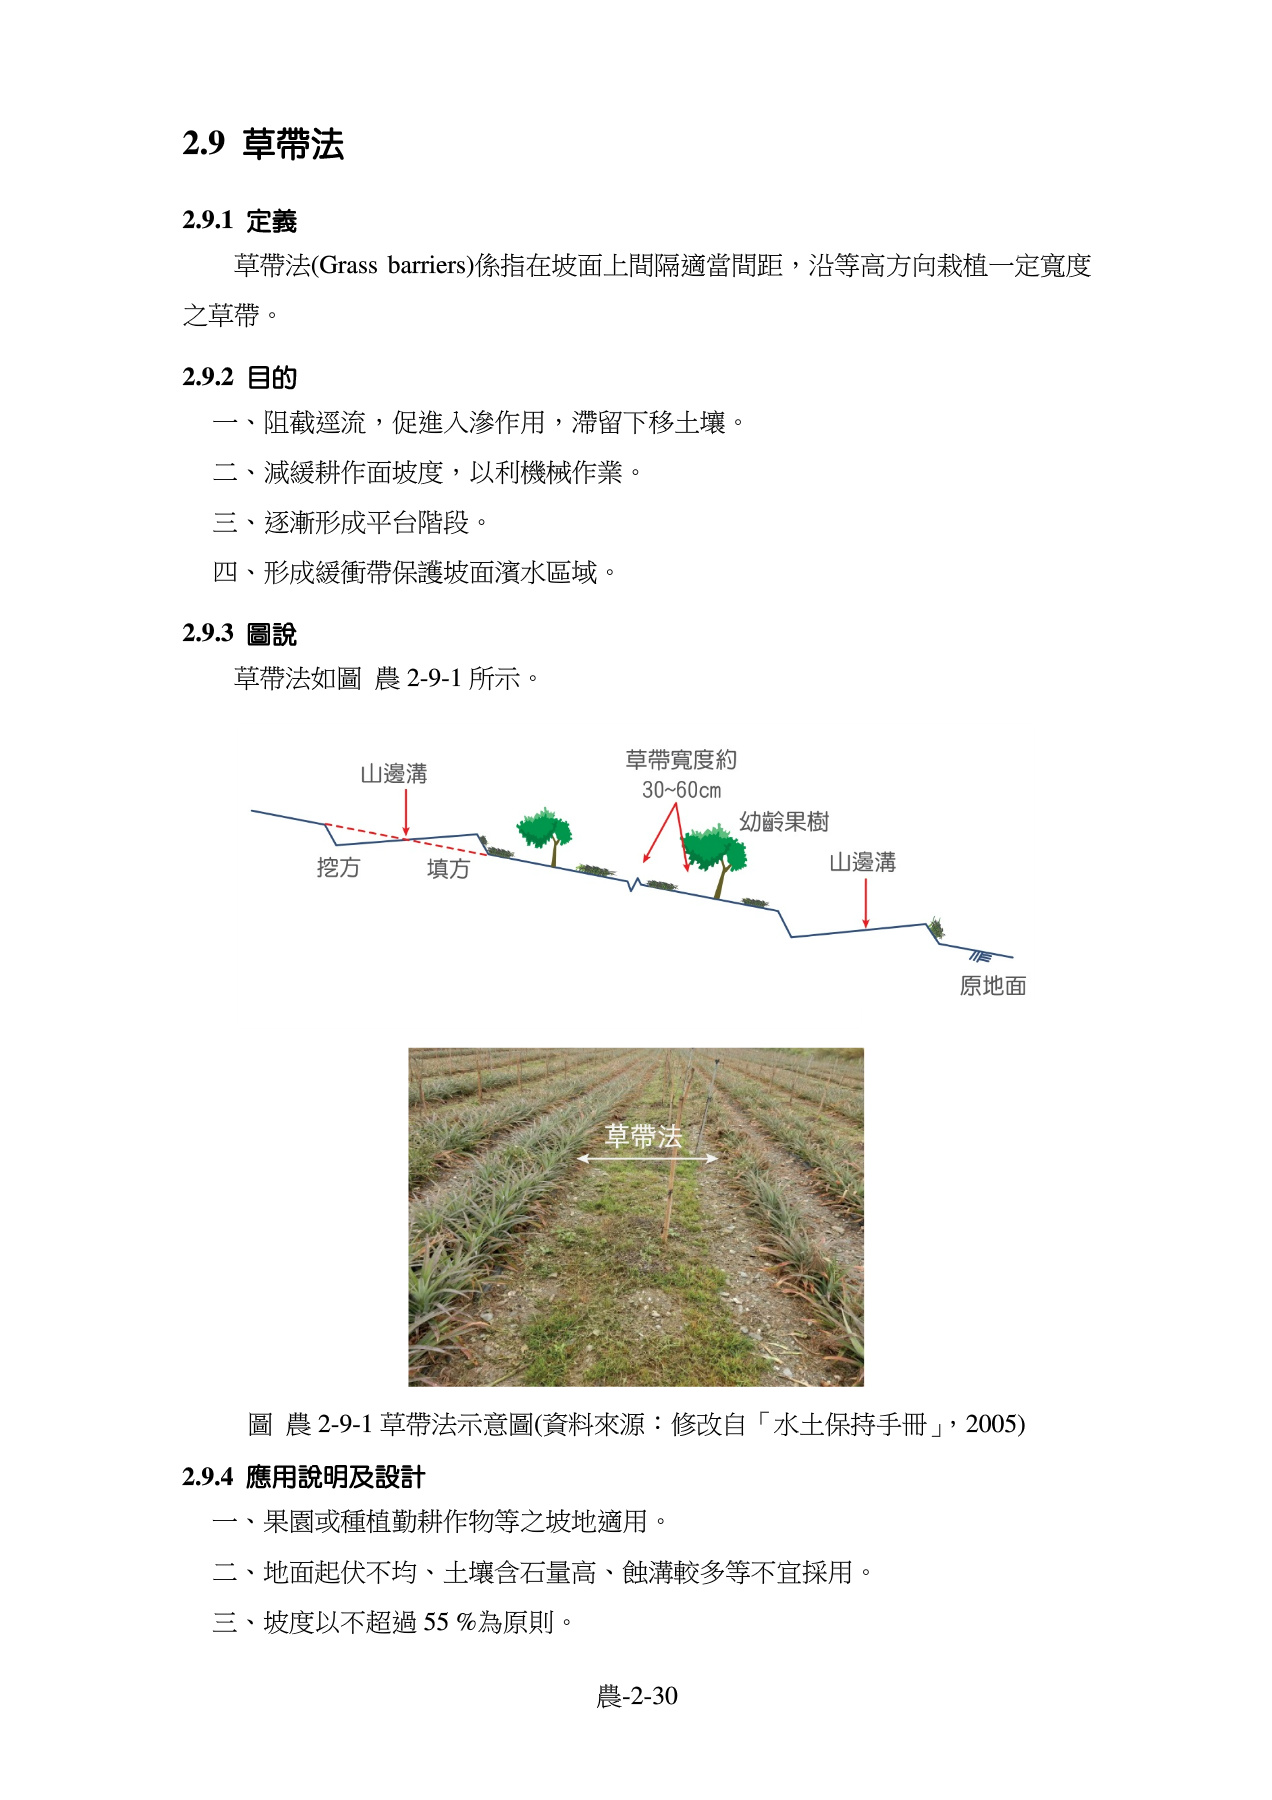 2.9 草帶法
2.9.1 定義
草帶法(Grass barriers)係指在坡面上間隔適當間距，沿等高方向栽植一定寬度
之草帶。
2.9.2 目的
一、阻截逕流，促進入滲作用，滯留下移土壤。
二、減緩耕作面坡度，以利機械作業。
三、逐漸形成平台階段。
四、形成緩衝帶保護坡面濱水區域。
2.9.3 圖說
草帶法如圖 農 2-9-1 所示。
草帶寬度約
30~60cm
山邊溝
幼齡果樹
挖方
填方
山邊溝
原地面
草帶法
圖 農 2-9-1 草帶法示意圖(資料來源：修改自「水土保持手冊」，2005)
2.9.4 應用說明及設計
一、果園或種植勤耕作物等之坡地適用。
二、地面起伏不均、土壤含石量高、蝕溝較多等不宜採用。
三、坡度以不超過 55 %為原則。
農-2-30